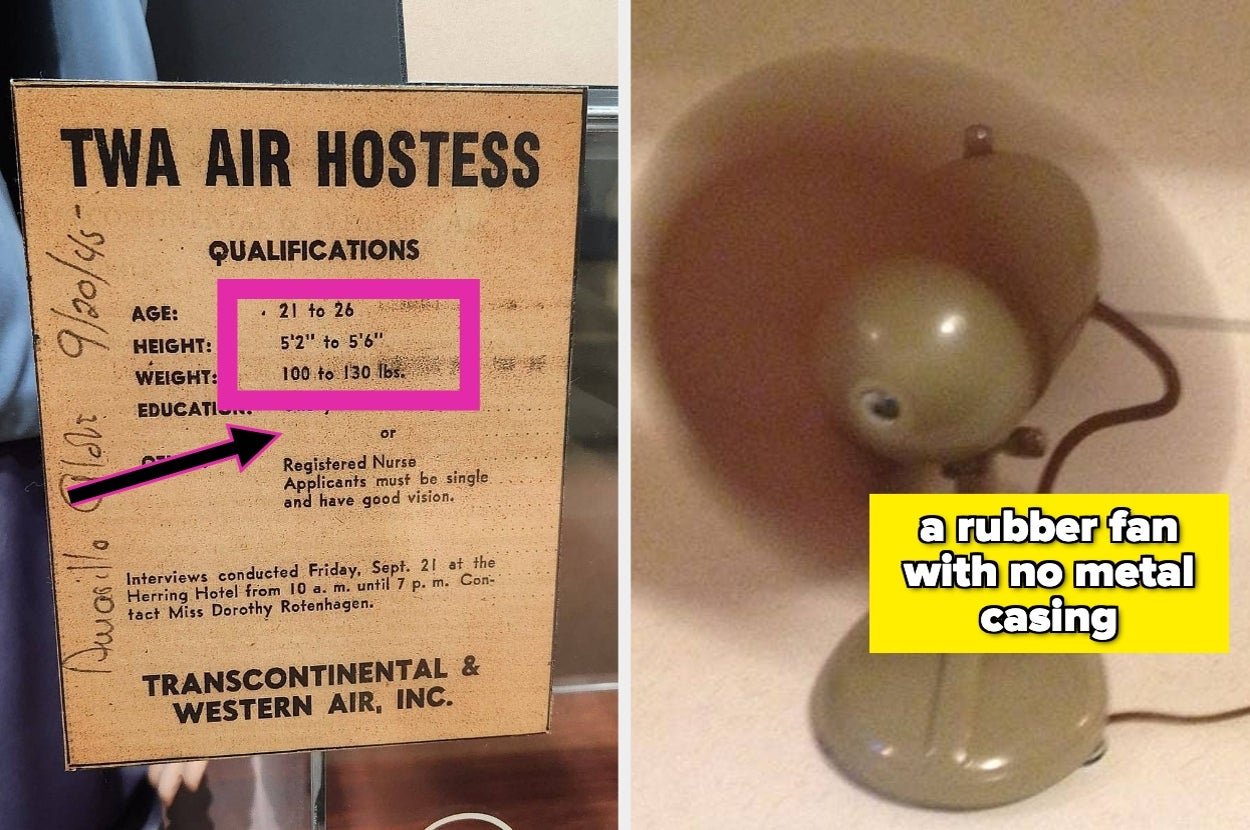 TWA AIR HOSTESS
QUALIFICATIONS
AGE: 21 to 26
HEIGHT: 5'2" to 5'6"
WEIGHT: 100 to 130 lbs.
EDUCATION:
or
Registered Nurse
Applicants must be single
and have good vision.
Interviews conducted Friday, Sept. 21 at the
Herring Hotel from 10 a. m. until 7 p. m. Con-
tact Miss Dorothy Rotenhagen.
TRANSCONTINENTAL &
WESTERN AIR, INC.
Amarillo Globe 9/20/45-
a rubber fan
with no metal
casing